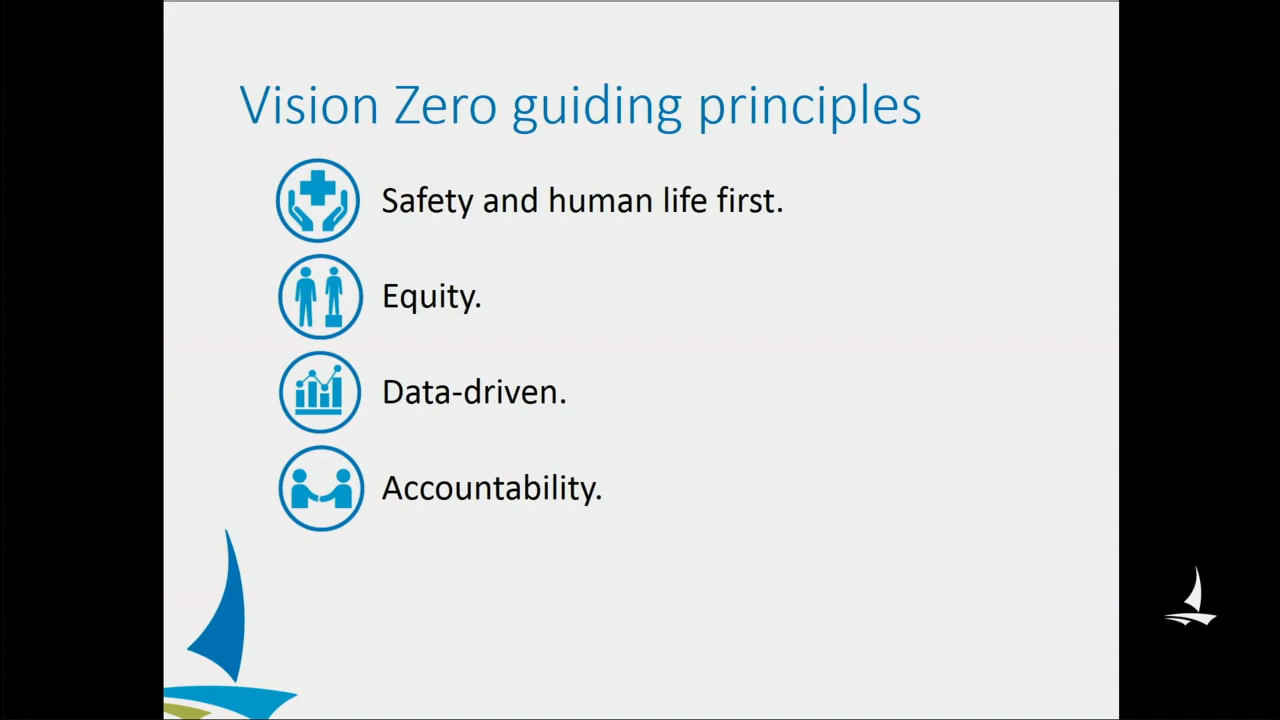 Vision Zero guiding principles
Safety and human life first.
Equity.
Data-driven.
Accountability.